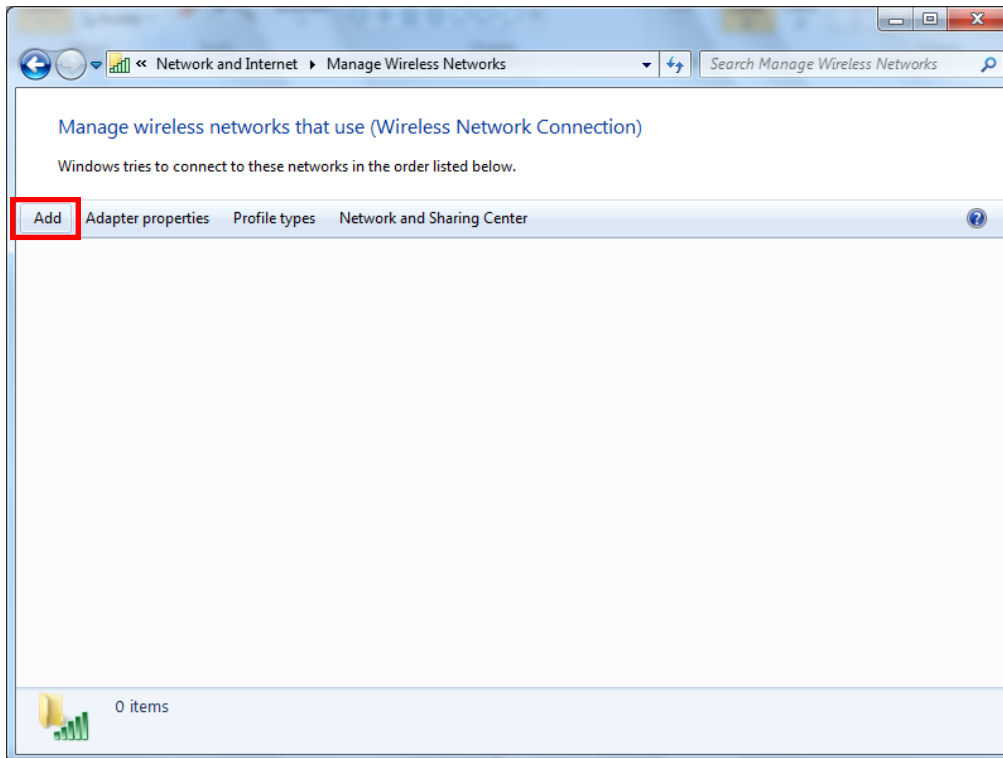 « Network and Internet ▸ Manage Wireless Networks Search Manage Wireless Networks
Manage wireless networks that use (Wireless Network Connection)
Windows tries to connect to these networks in the order listed below.
Add Adapter properties Profile types Network and Sharing Center
0 items